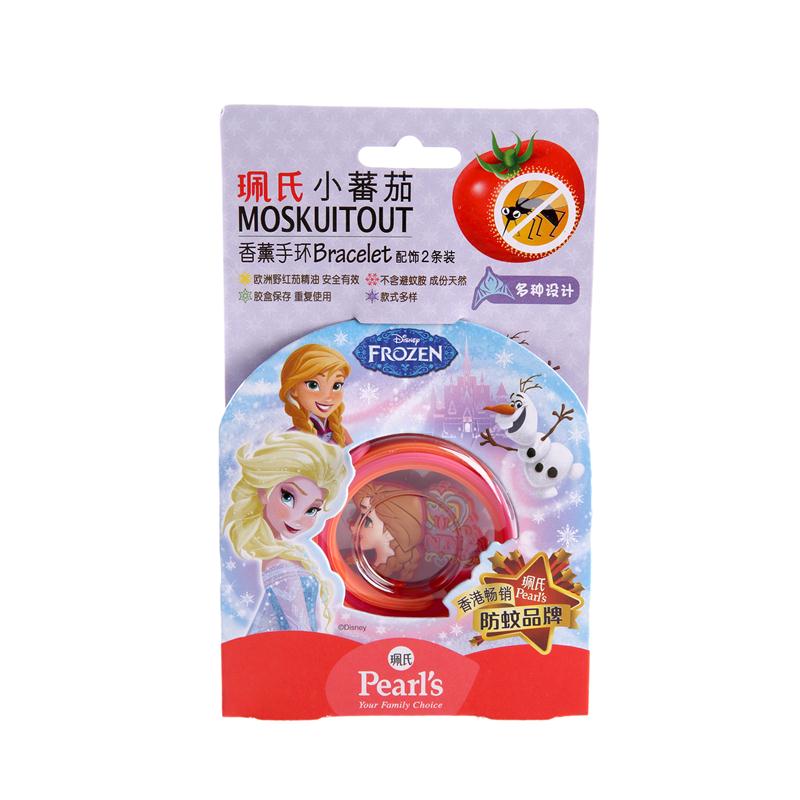 珮氏 小蕃茄
MOSKUITOUT
香薰手环Bracelet 配饰2条装
欧洲野红茄精油 安全有效 不含避蚊胺 成份天然
胶盒保存 重复使用 款式多样
多种设计
Disney
FROZEN
香港畅销 珮氏 Pearl's
防蚊品牌
©Disney
珮氏
Pearl's
Your Family Choice